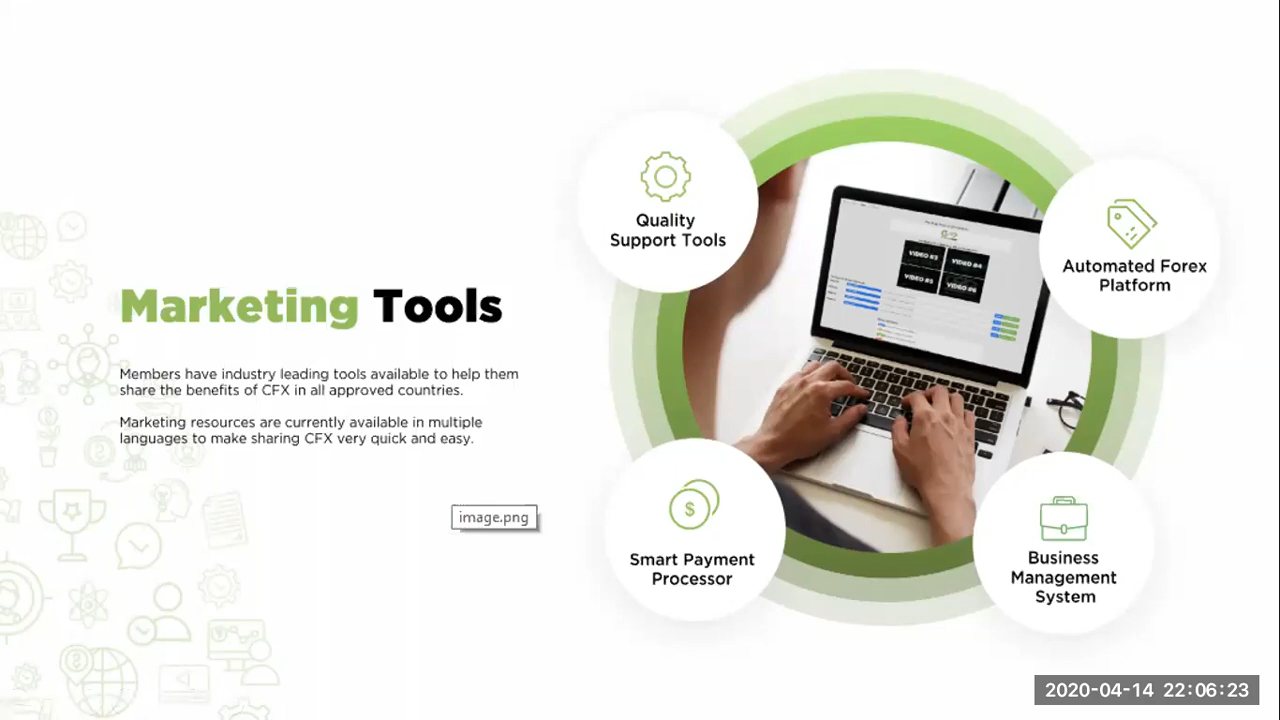 Marketing Tools
Members have industry leading tools available to help them
share the benefits of CFX in all approved countries.
Marketing resources are currently available in multiple
languages to make sharing CFX very quick and easy.
image.png
Quality
Support Tools
Automated Forex
Platform
VIDEO #3
VIDEO #4
VIDEO #5
VIDEO #6
Smart Payment
Processor
$
Business
Management
System
2020-04-14 22:06:23